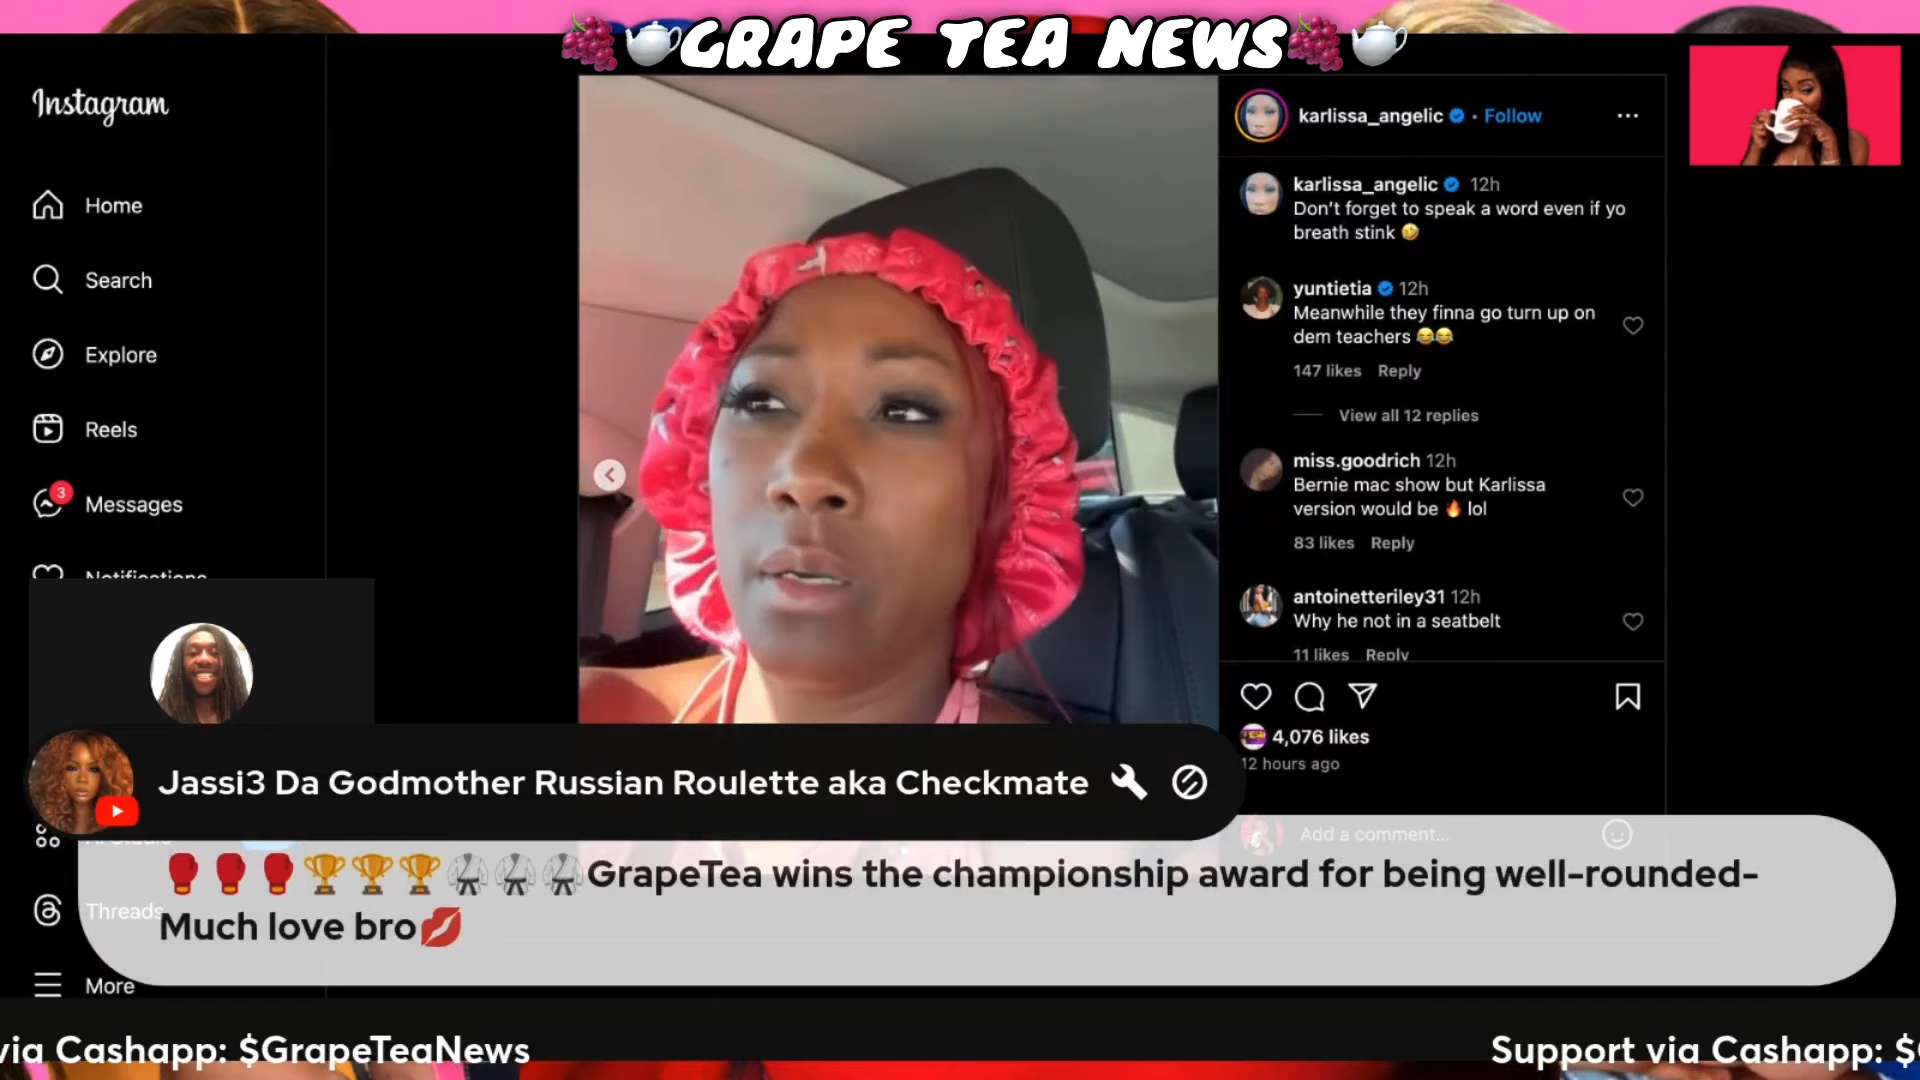 🍇🫖GRAPE TEA NEWS🍇🫖
Instagram
Home
Search
Explore
Reels
3
Messages
Notifications
Threads
More
karlissa_angelic • Follow
karlissa_angelic 12h
Don't forget to speak a word even if yo
breath stink 🤣
yuntietia 12h
Meanwhile they finna go turn up on
dem teachers 😂😂
147 likes Reply
View all 12 replies
miss.goodrich 12h
Bernie mac show but Karlissa
version would be 🔥 lol
83 likes Reply
antoinetteriley31 12h
Why he not in a seatbelt
11 likes Reply
4,076 likes
12 hours ago
Add a comment...
Jassi3 Da Godmother Russian Roulette aka Checkmate
🥊🥊🥊🏆🏆🏆🥋🥋🥋GrapeTea wins the championship award for being well-rounded-
Much love bro💋
via Cashapp: $GrapeTeaNews
Support via Cashapp: $